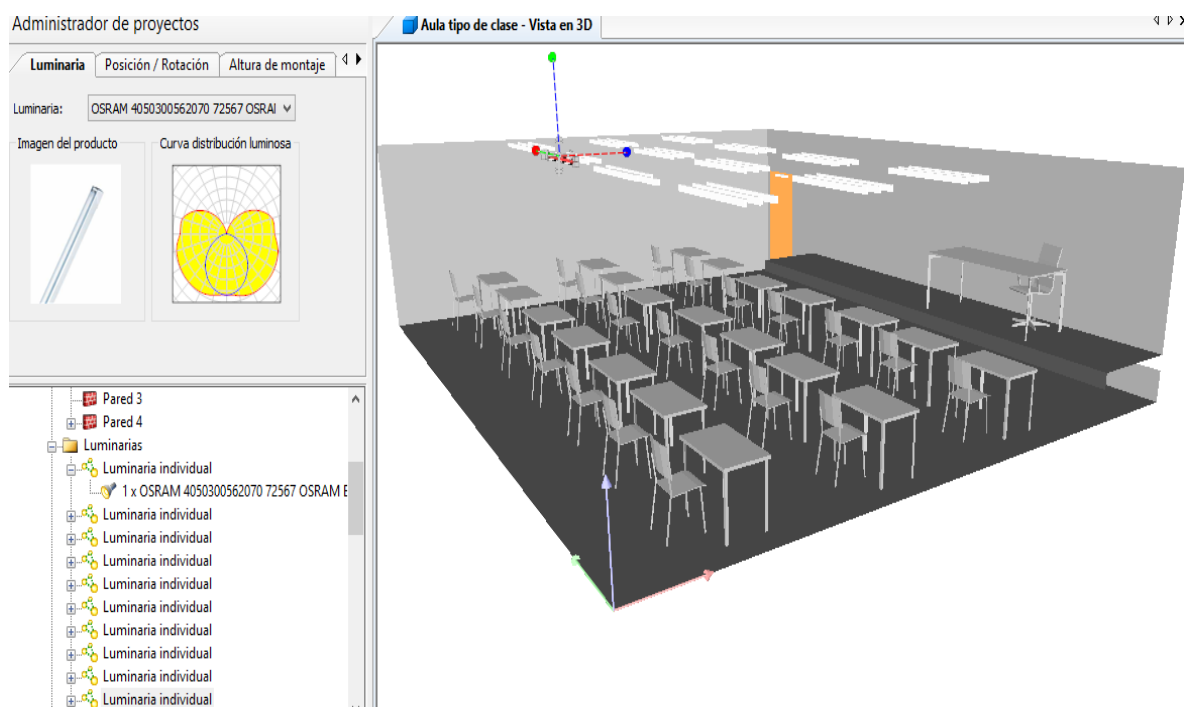 Administrador de proyectos
Aula tipo de clase - Vista en 3D
Luminaria
Posición / Rotación
Altura de montaje
Luminaria:
OSRAM 4050300562070 72567 OSRAI
Imagen del producto
Curva distribución luminosa
Pared 3
Pared 4
Luminarias
Luminaria individual
1 x OSRAM 4050300562070 72567 OSRAM E
Luminaria individual
Luminaria individual
Luminaria individual
Luminaria individual
Luminaria individual
Luminaria individual
Luminaria individual
Luminaria individual
Luminaria individual